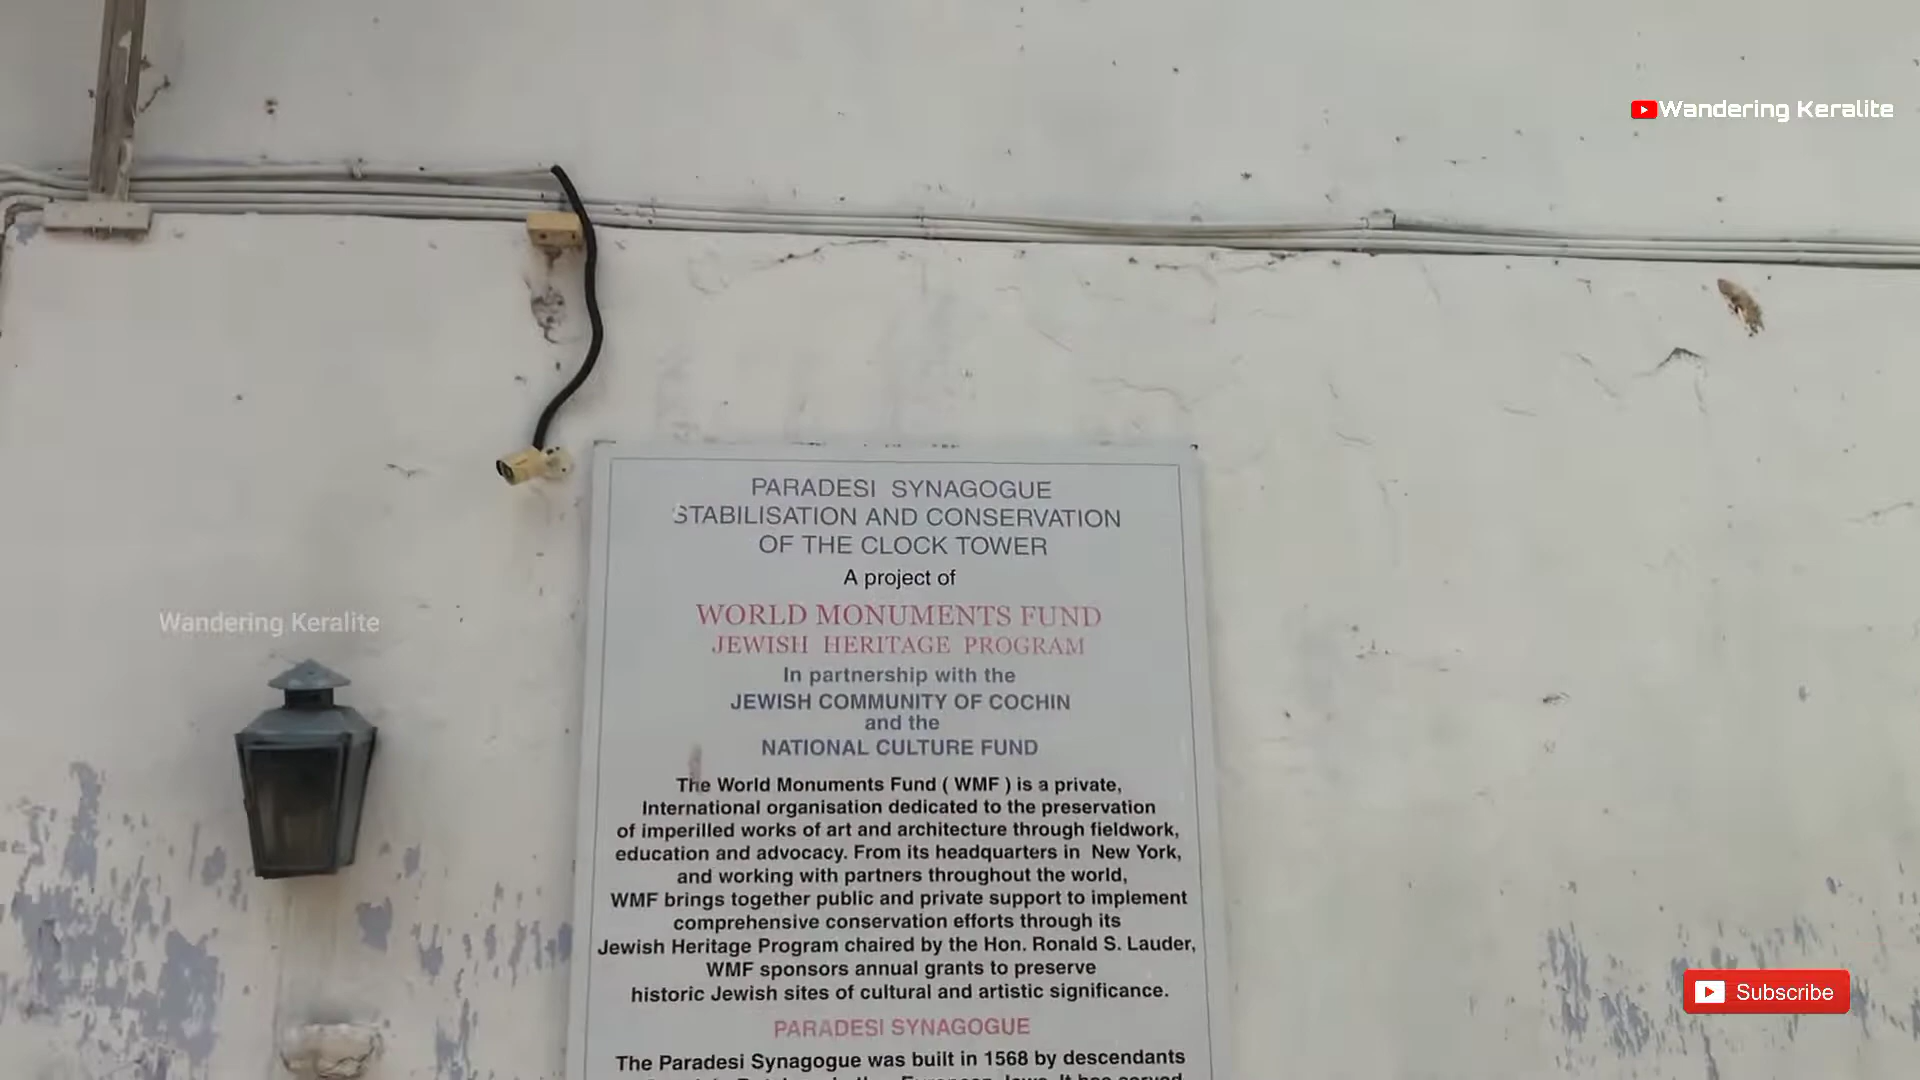 Wandering Keralite
PARADESI SYNAGOGUE
STABILISATION AND CONSERVATION
OF THE CLOCK TOWER
A project of
WORLD MONUMENTS FUND
JEWISH HERITAGE PROGRAM
Wandering Keralite
In partnership with the
JEWISH COMMUNITY OF COCHIN
and the
NATIONAL CULTURE FUND
The World Monuments Fund ( WMF ) is a private,
International organisation dedicated to the preservation
of imperilled works of art and architecture through fieldwork,
education and advocacy. From its headquarters in New York,
and working with partners throughout the world,
WMF brings together public and private support to implement
comprehensive conservation efforts through its
Jewish Heritage Program chaired by the Hon. Ronald S. Lauder,
WMF sponsors annual grants to preserve
historic Jewish sites of cultural and artistic significance.
Subscribe
PARADESI SYNAGOGUE
The Paradesi Synagogue was built in 1568 by descendants